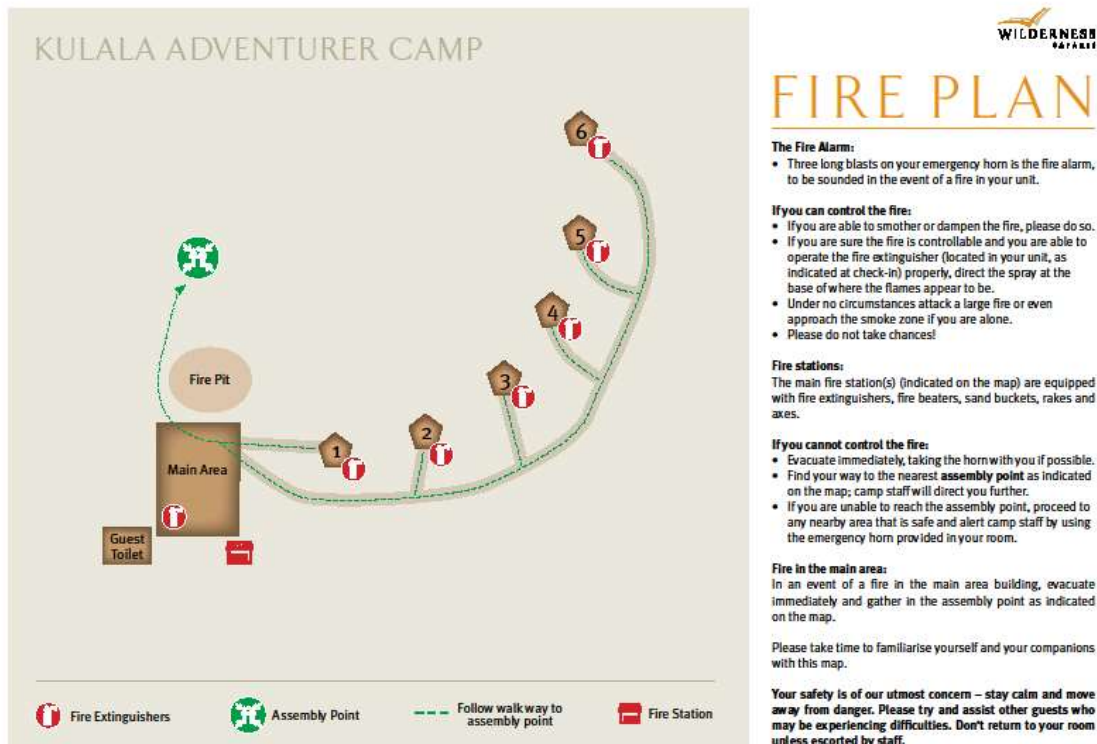 KULALA ADVENTURER CAMP
6
5
4
3
2
1
Fire Pit
Main Area
Guest
Toilet
Fire Extinguishers
Assembly Point
Follow walk way to
assembly point
Fire Station
WILDERNESS
SAFARIS
FIRE PLAN
The Fire Alarm:
• Three long blasts on your emergency horn is the fire alarm,
to be sounded in the event of a fire in your unit.
If you can control the fire:
• If you are able to smother or dampen the fire, please do so.
• If you are sure the fire is controllable and you are able to
operate the fire extinguisher (located in your unit, as
indicated at check-in) properly, direct the spray at the
base of where the flames appear to be.
• Under no circumstances attack a large fire or even
approach the smoke zone if you are alone.
• Please do not take chances!
Fire stations:
The main fire station(s) (indicated on the map) are equipped
with fire extinguishers, fire beaters, sand buckets, rakes and
axes.
If you cannot control the fire:
• Evacuate immediately, taking the horn with you if possible.
• Find your way to the nearest assembly point as indicated
on the map; camp staff will direct you further.
• If you are unable to reach the assembly point, proceed to
any nearby area that is safe and alert camp staff by using
the emergency horn provided in your room.
Fire in the main area:
In an event of a fire in the main area building, evacuate
immediately and gather in the assembly point as indicated
on the map.
Please take time to familiarise yourself and your companions
with this map.
Your safety is of our utmost concern – stay calm and move
away from danger. Please try and assist other guests who
may be experiencing difficulties. Don't return to your room
unless escorted by staff.